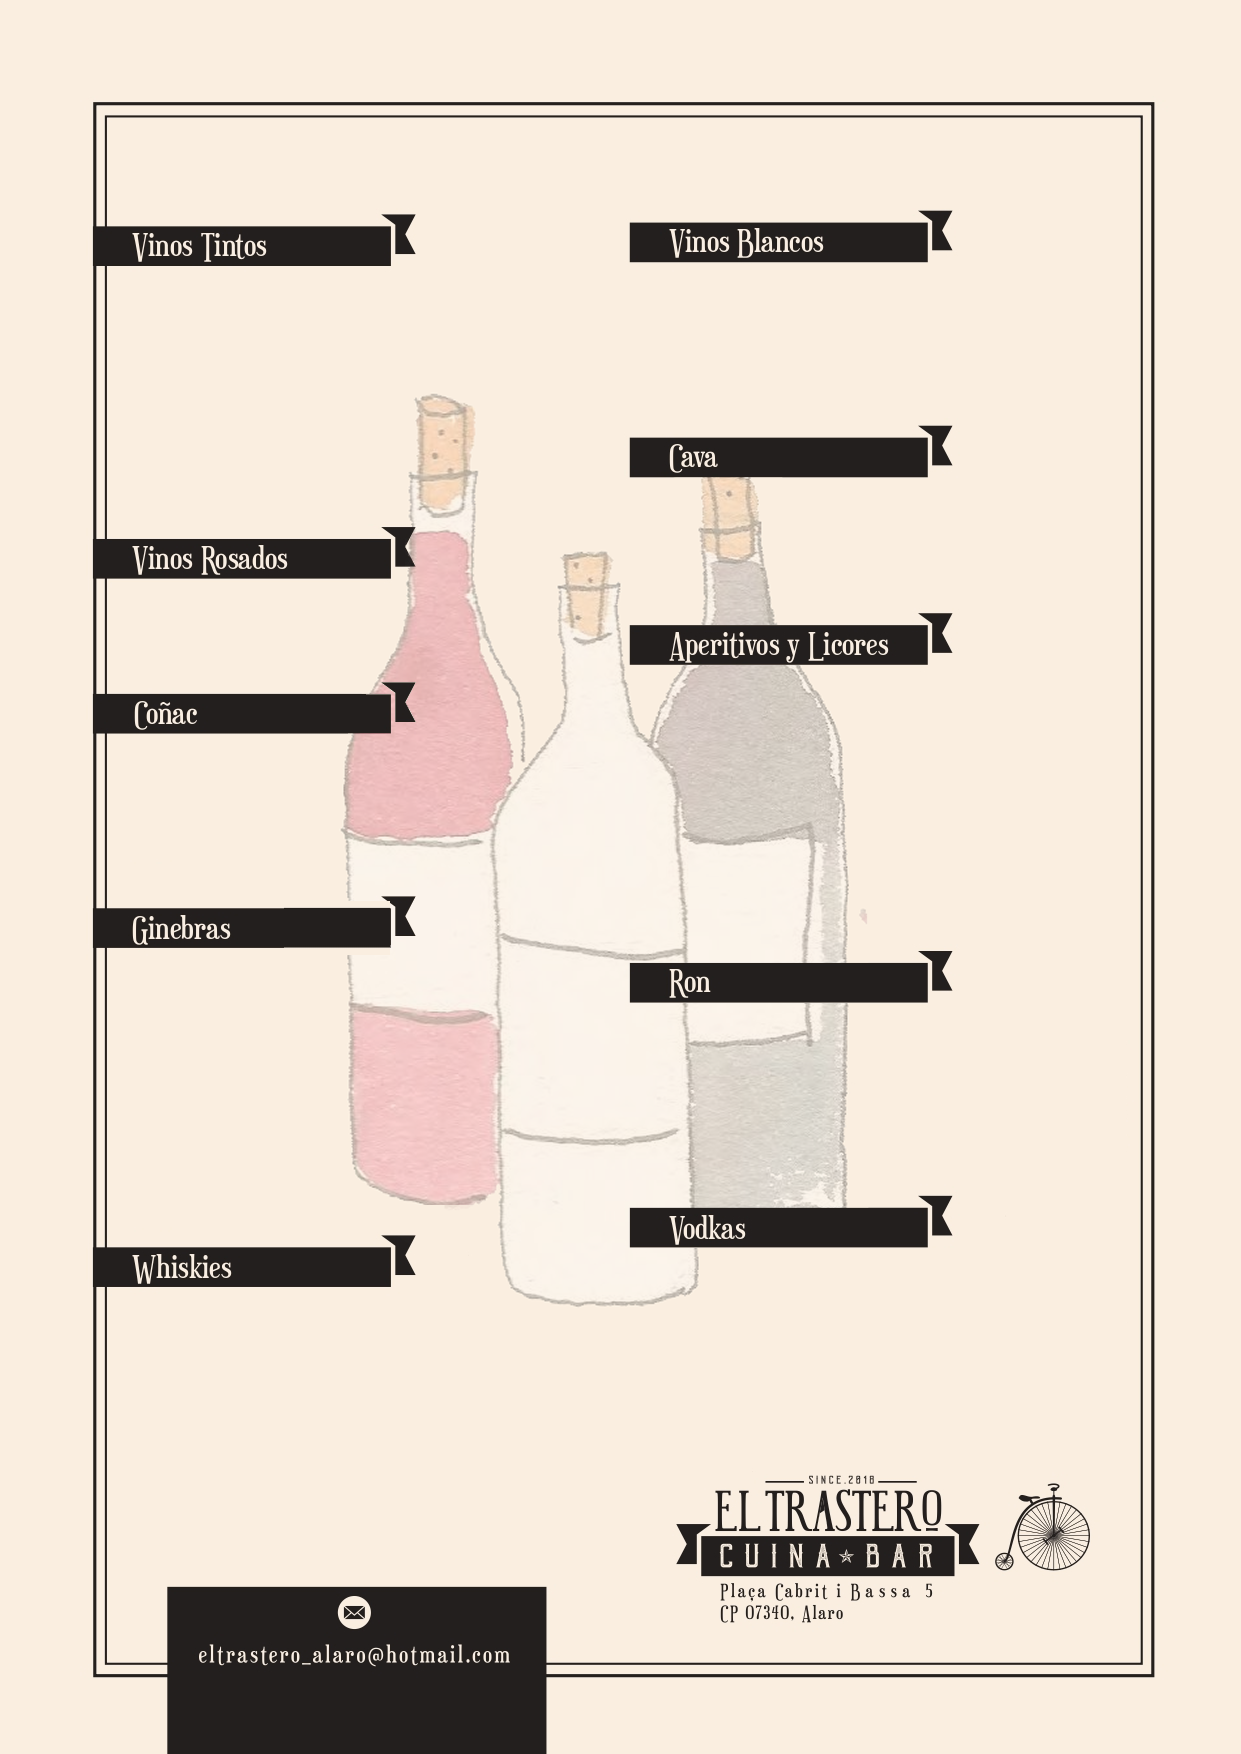 Vinos Tintos
Vinos Rosados
Coñac
Ginebras
Whiskies
Vinos Blancos
Cava
Aperitivos y Licores
Ron
Vodkas
SINCE.2018
EL TRASTERO
CUINA BAR
Plaça Cabrit i Bassa 5
CP 07340, Alaro
eltrastero_alaro@hotmail.com